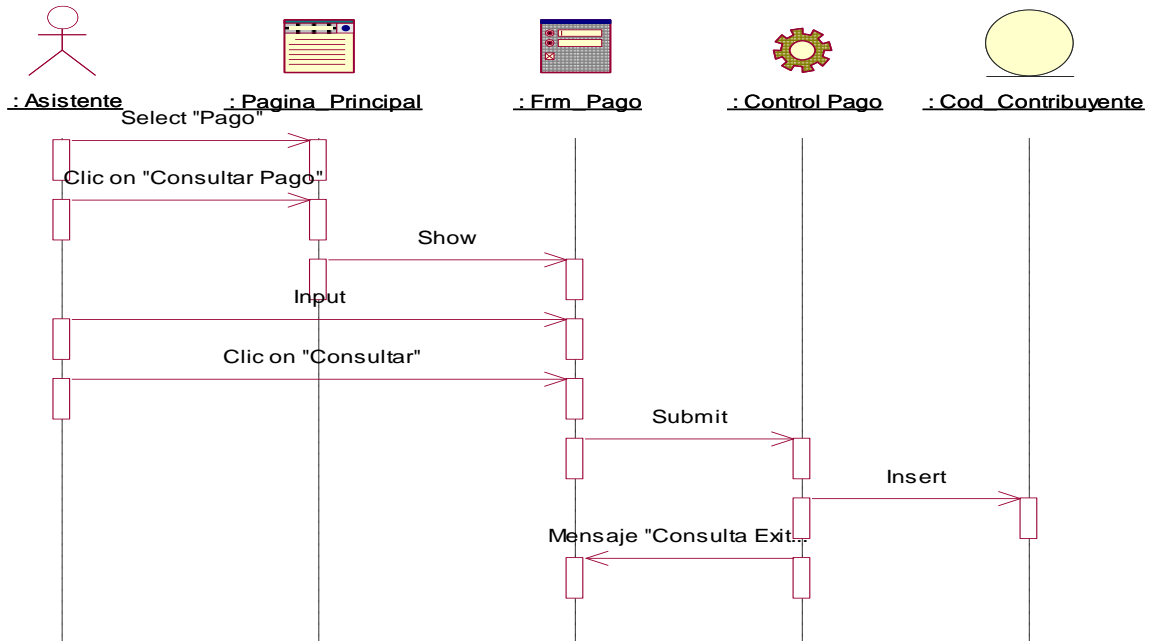 : Asistente
: Pagina_Principal
: Frm_Pago
: Control Pago
: Cod_Contribuyente
Select "Pago"
Clic on "Consultar Pago"
Show
Input
Clic on "Consultar"
Submit
Insert
Mensaje "Consulta Exit...